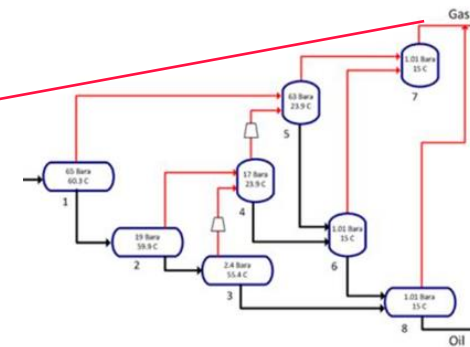 Gas
1.01 Bara
15 C
7
63 Bara
23.9 C
5
65 Bara
60.3 C
1
17 Bara
23.9 C
4
19 Bara
59.9 C
2
1.01 Bara
15 C
6
2.4 Bara
55.4 C
3
1.01 Bara
15 C
8
Oil